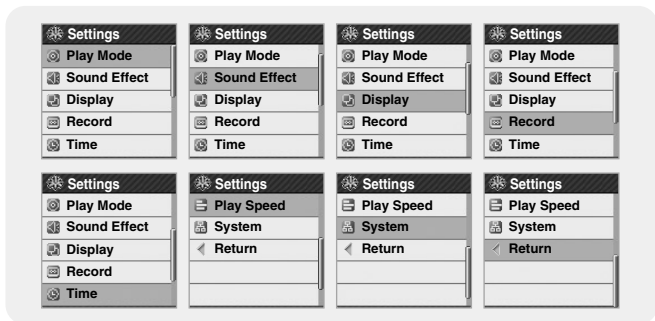 Settings
Play Mode
Sound Effect
Display
Record
Time
Settings
Play Mode
Sound Effect
Display
Record
Time
Settings
Play Mode
Sound Effect
Display
Record
Time
Settings
Play Mode
Sound Effect
Display
Record
Time
Settings
Play Mode
Sound Effect
Display
Record
Time
Settings
Play Speed
System
Return
Settings
Play Speed
System
Return
Settings
Play Speed
System
Return